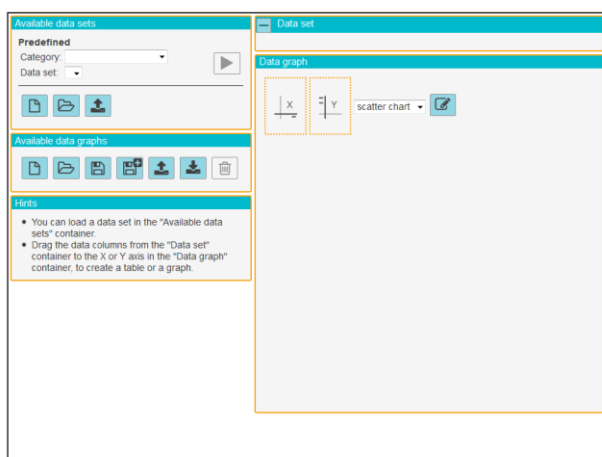 Available data sets
Predefined
Category:
Data set:
Available data graphs
Hints
You can load a data set in the "Available data
sets" container.
Drag the data columns from the "Data set"
container to the X or Y axis in the "Data graph"
container, to create a table or a graph.
Data set
Data graph
X
Y
scatter chart